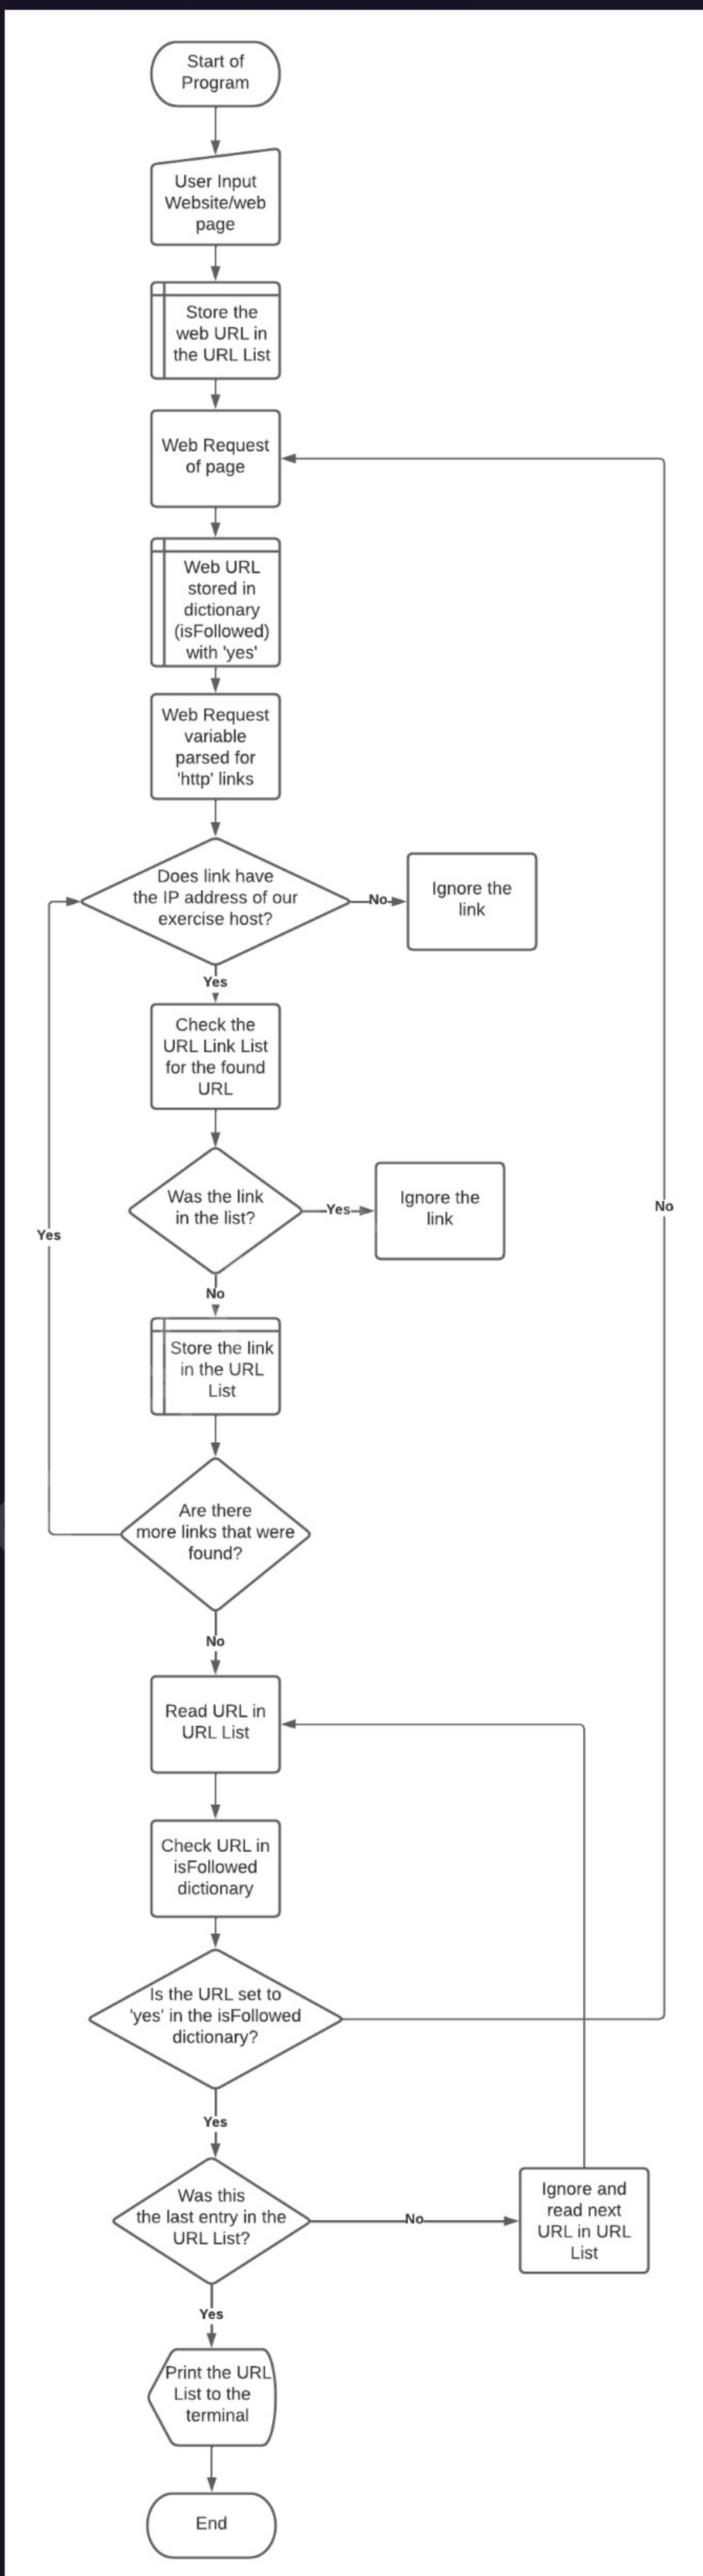 Start of
Program
User Input
Website/web
page
Store the
web URL in
the URL List
Web Request
of page
Web URL
stored in
dictionary
(isFollowed)
with 'yes'
Web Request
variable
parsed for
'http' links
Does link have
the IP address of our
exercise host?
No
Ignore the
link
Yes
Check the
URL Link List
for the found
URL
Was the link
in the list?
Yes
Ignore the
link
No
Yes
No
Store the link
in the URL
List
Are there
more links that were
found?
No
Read URL in
URL List
Check URL in
isFollowed
dictionary
Is the URL set to
'yes' in the isFollowed
dictionary?
Yes
Was this
the last entry in the
URL List?
No
Ignore and
read next
URL in URL
List
Yes
Print the URL
List to the
terminal
End